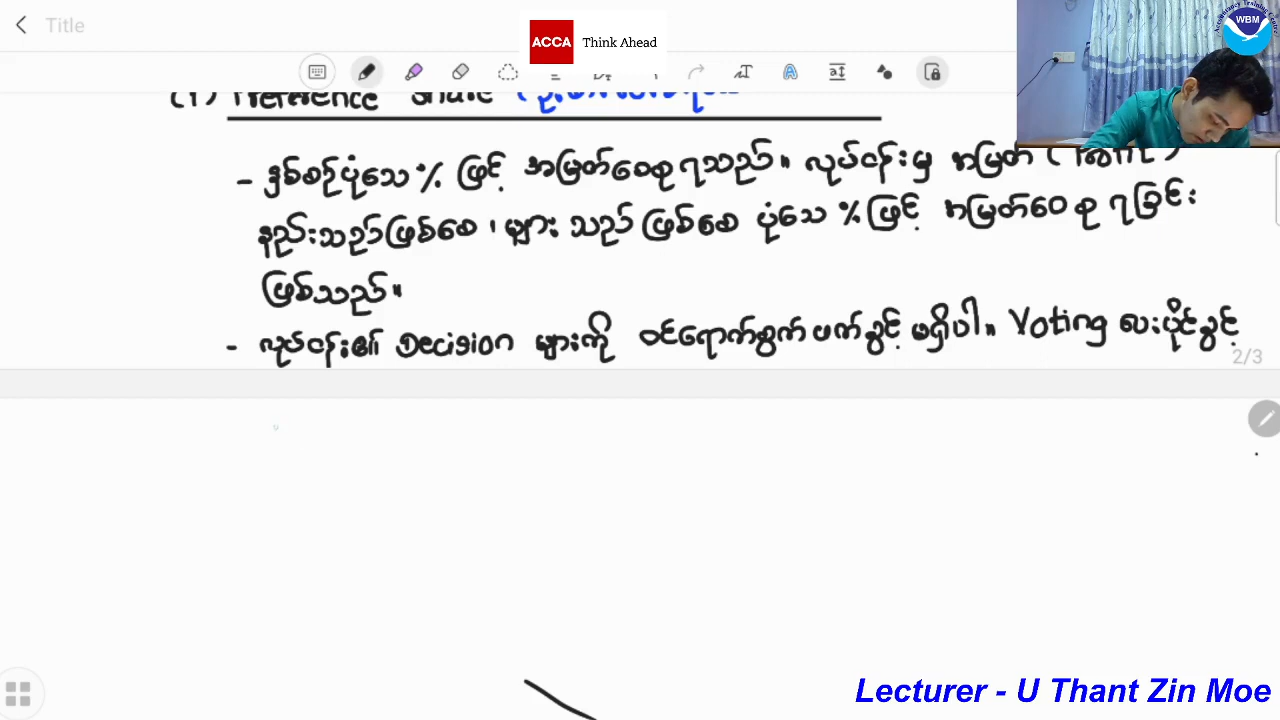 Title
ACCA Think Ahead
WBM
(1) Preference Share
- နှစ်စဉ်ပုံသေ % ဖြင့် အမြတ်ဝေစု ရသည်။ လုပ်ငန်းမှ အမြတ် ( Profit )
နည်းသည်ဖြစ်စေ ၊ များ သည် ဖြစ်စေ ပုံသေ % ဖြင့် အမြတ်ဝေစု ရခြင်း
ဖြစ်သည်။
- လုပ်ငန်း၏ Decision များကို ဝင်ရောက်စွက်ဖက်ခွင့် မရှိပါ။ Voting ပေးပိုင်ခွင့်
2/3
Lecturer - U Thant Zin Moe